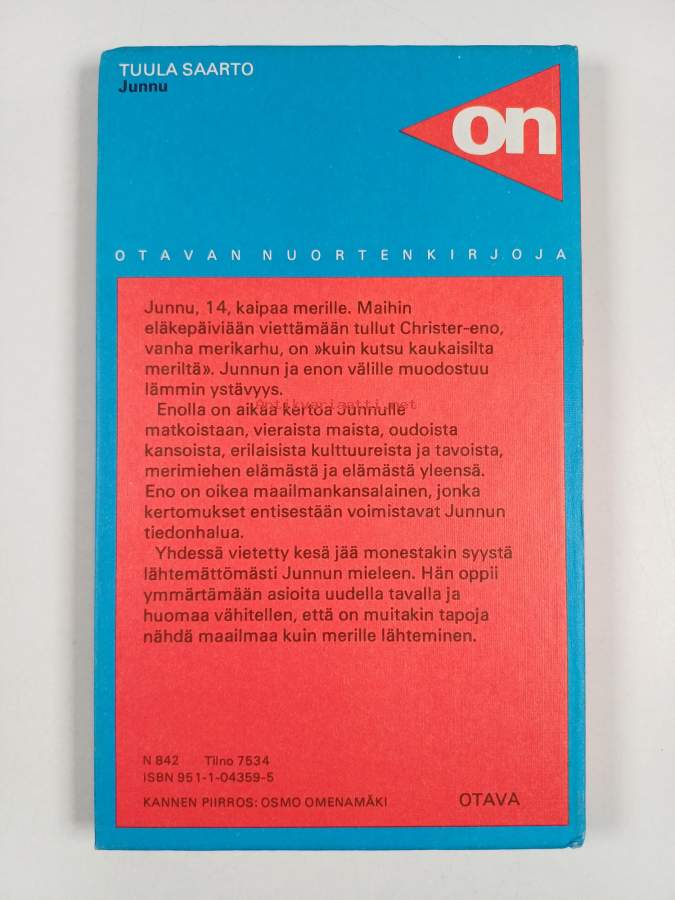 TUULA SAARTO
Junnu
on
OTAVAN NUORTENKIRJOJA
Junnu, 14, kaipaa merille. Maihin
eläkepäiviään viettämään tullut Christer-eno,
vanha merikarhu, on »kuin kutsu kaukaisilta
meriltä». Junnun ja enon välille muodostuu
lämmin ystävyys.
Antikvariaatti.net
Enolla on aikaa kertoa Junnulle
matkoistaan, vieraista maista, oudoista
kansoista, erilaisista kulttuureista ja tavoista,
merimiehen elämästä ja elämästä yleensä.
Eno on oikea maailmankansalainen, jonka
kertomukset entisestään voimistavat Junnun
tiedonhalua.
Yhdessä vietetty kesä jää monestakin syystä
lähtemättömästi Junnun mieleen. Hän oppii
ymmärtämään asioita uudella tavalla ja
huomaa vähitellen, että on muitakin tapoja
nähdä maailmaa kuin merille lähteminen.
N 842 Tilno 7534
ISBN 951-1-04359-5
KANNEN PIIRROS: OSMO OMENAMÄKI OTAVA